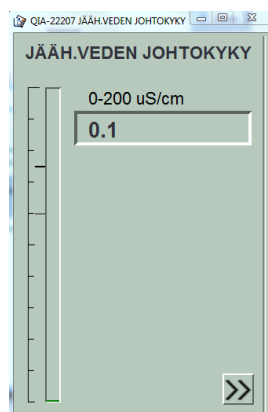 QIA-22207 JÄÄH.VEDEN JOHTOKYKY
JÄÄH.VEDEN JOHTOKYKY
0-200 uS/cm
0.1
>>